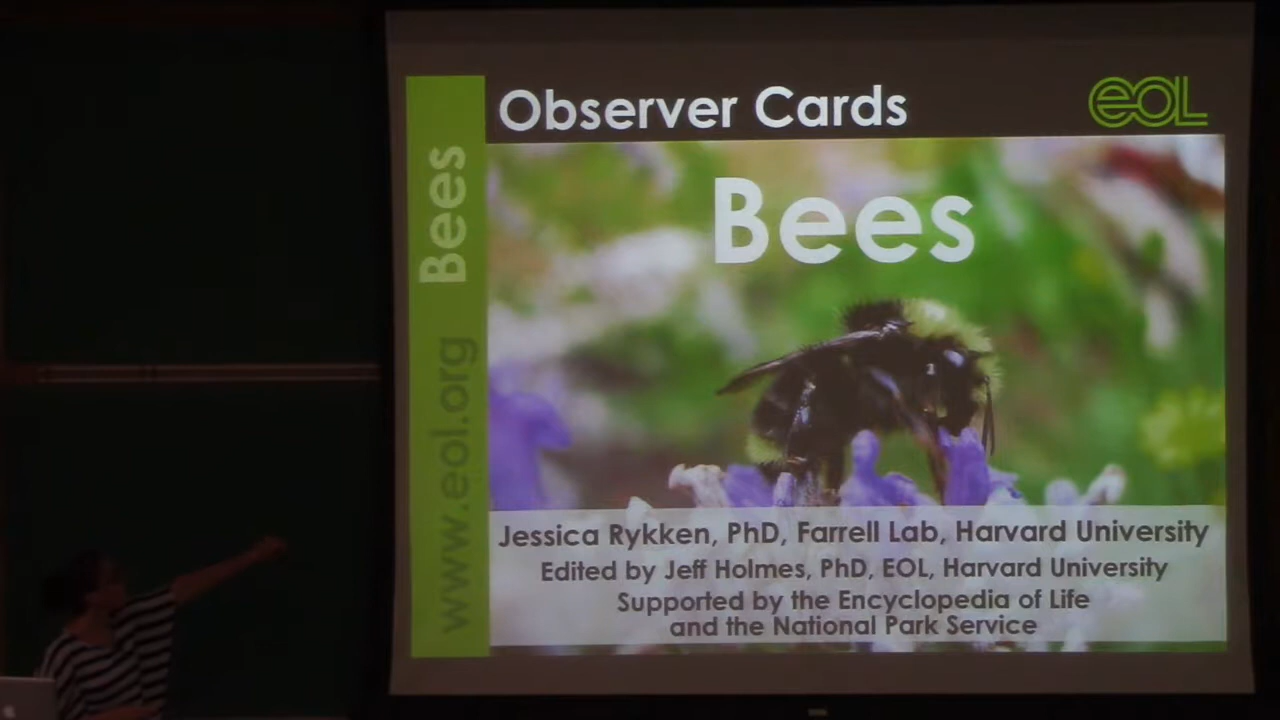 Observer Cards
eOL
Bees
www.eol.org
Bees
Jessica Rykken, PhD, Farrell Lab, Harvard University
Edited by Jeff Holmes, PhD, EOL, Harvard University
Supported by the Encyclopedia of Life
and the National Park Service